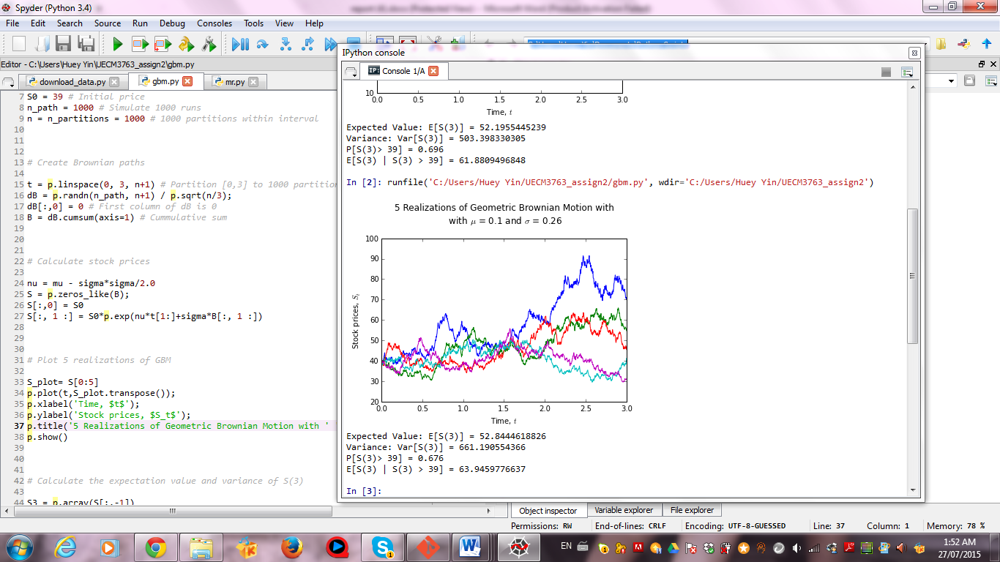 Spyder (Python 3.4)
File Edit Search Source Run Debug Consoles Tools View Help
Editor - C:\Users\Huey Yin\UECM3763_assign2\gbm.py
download_data.py
gbm.py
mr.py
7 S0 = 39 # Initial price
8 n_path = 1000 # Simulate 1000 runs
9 n = n_partitions = 1000 # 1000 partitions within interval
10
11
12
13 # Create Brownian paths
14
15 t = p.linspace(0, 3, n+1) # Partition [0,3] to 1000 partition
16 dB = p.randn(n_path, n+1) / p.sqrt(n/3);
17 dB[:,0] = 0 # First column of dB is 0
18 B = dB.cumsum(axis=1) # Cummulative sum
19
20
21
22 # Calculate stock prices
23
24 nu = mu - sigma*sigma/2.0
25 S = p.zeros_like(B);
26 S[:,0] = S0
27 S[:, 1 :] = S0*p.exp(nu*t[1:]+sigma*B[:, 1 :])
28
29
30
31 # Plot 5 realizations of GBM
32
33 S_plot= S[0:5]
34 p.plot(t,S_plot.transpose());
35 p.xlabel('Time, $t$');
36 p.ylabel('Stock prices, $S_t$');
37 p.title('5 Realizations of Geometric Brownian Motion with '
38 p.show()
39
40
41
42 # Calculate the expectation value and variance of S(3)
43
44 S3 = p.array(S[:,-1])
IPython console
IP: Console 1/A
10
0.0 0.5 1.0 1.5 2.0 2.5 3.0
Time, t
Expected Value: E[S(3)] = 52.1955445239
Variance: Var[S(3)] = 503.398330305
P[S(3)> 39] = 0.696
E[S(3) | S(3) > 39] = 61.8809496848
In [2]: runfile('C:/Users/Huey Yin/UECM3763_assign2/gbm.py', wdir='C:/Users/Huey Yin/UECM3763_assign2')
5 Realizations of Geometric Brownian Motion with
with μ = 0.1 and σ = 0.26
100
90
80
70
60
50
40
30
20
Stock prices, S_t
0.0 0.5 1.0 1.5 2.0 2.5 3.0
Time, t
Expected Value: E[S(3)] = 52.8444618826
Variance: Var[S(3)] = 661.190554366
P[S(3)> 39] = 0.676
E[S(3) | S(3) > 39] = 63.9459776637
In [3]:
Object inspector Variable explorer File explorer
Permissions: RW End-of-lines: CRLF Encoding: UTF-8-GUESSED Line: 37 Column: 1 Memory: 78 %
EN
1:52 AM
27/07/2015